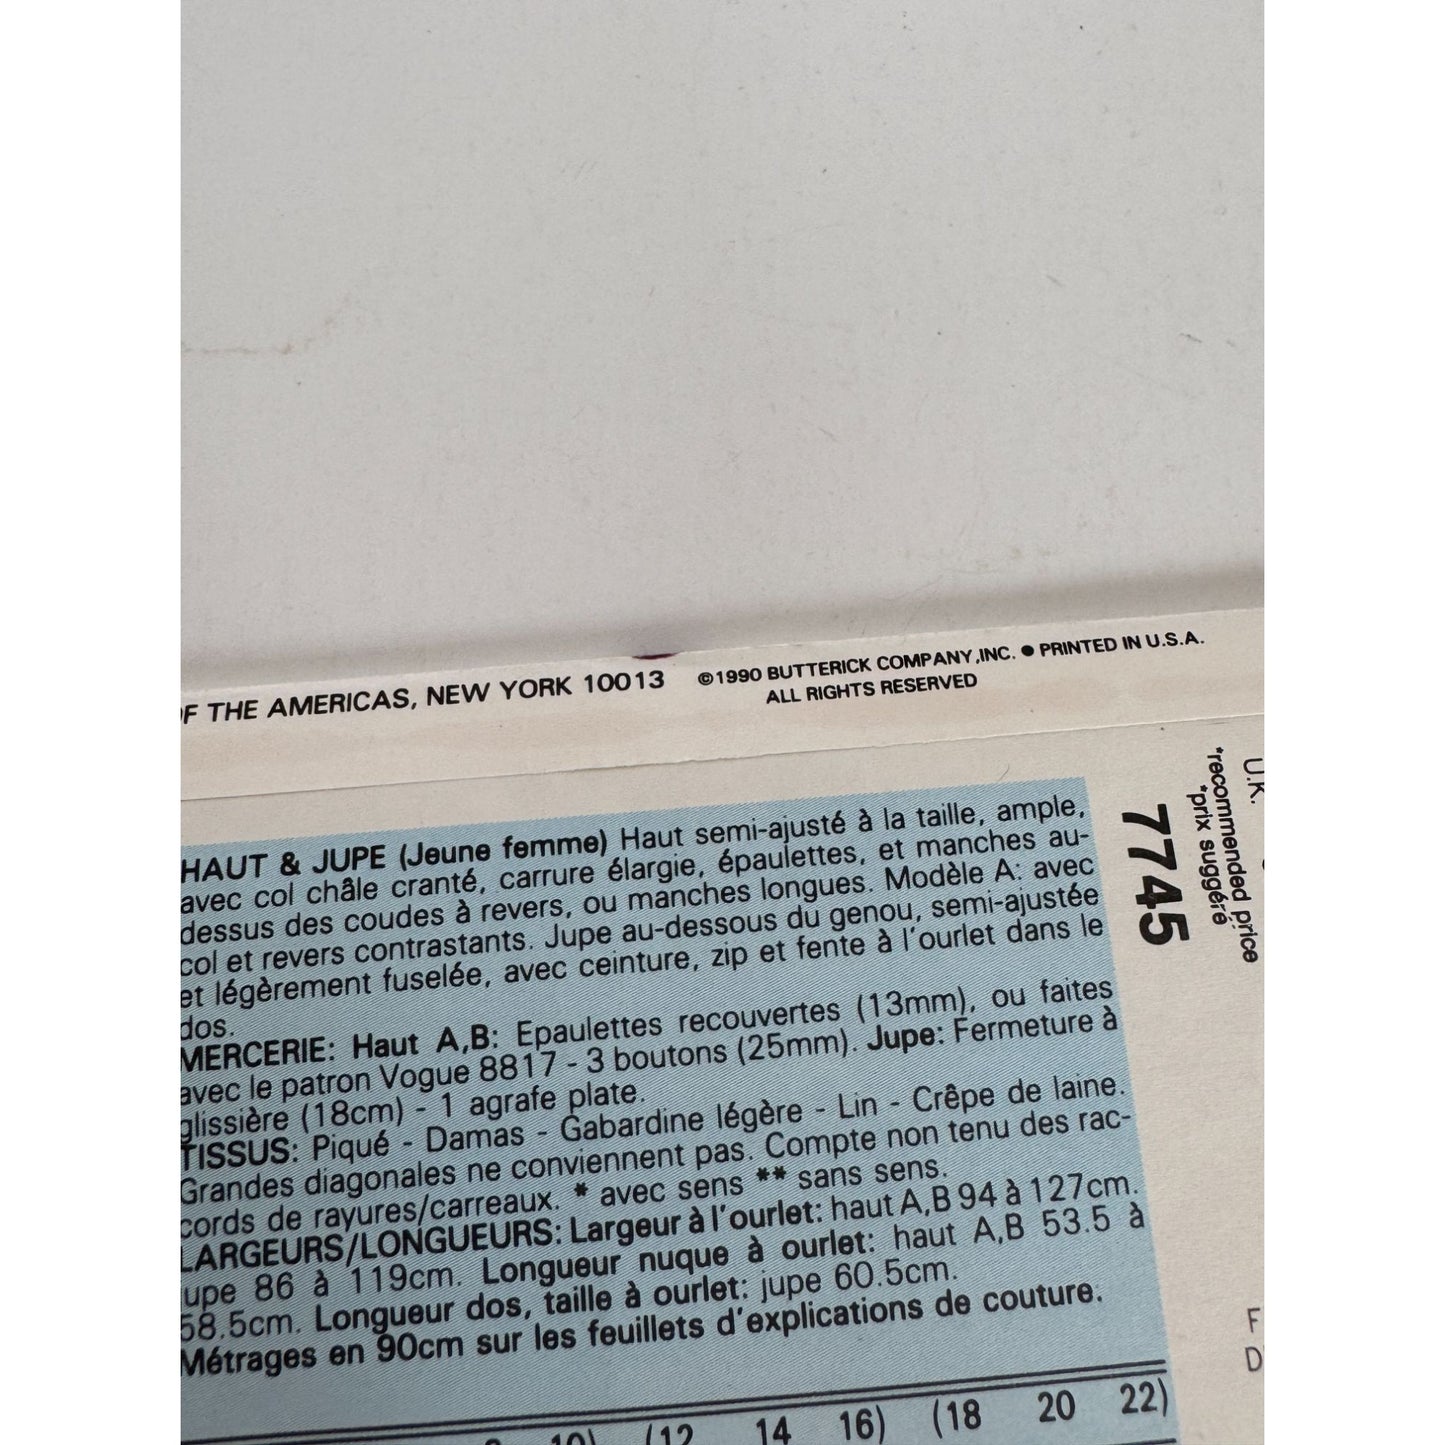 OF THE AMERICAS, NEW YORK 10013 ©1990 BUTTERICK COMPANY,INC. ● PRINTED IN U.S.A.
ALL RIGHTS RESERVED
HAUT & JUPE (Jeune femme) Haut semi-ajusté à la taille, ample,
avec col châle cranté, carrure élargie, épaulettes, et manches au-
dessus des coudes à revers, ou manches longues. Modèle A: avec
col et revers contrastants. Jupe au-dessous du genou, semi-ajustée
et légèrement fuselée, avec ceinture, zip et fente à l'ourlet dans le
dos.
MERCERIE: Haut A,B: Epaulettes recouvertes (13mm), ou faites
avec le patron Vogue 8817 - 3 boutons (25mm). Jupe: Fermeture à
glissière (18cm) - 1 agrafe plate.
TISSUS: Piqué - Damas - Gabardine légère - Lin - Crêpe de laine.
Grandes diagonales ne conviennent pas. Compte non tenu des rac-
cords de rayures/carreaux. * avec sens ** sans sens.
LARGEURS/LONGUEURS: Largeur à l'ourlet: haut A,B 94 à 127cm.
jupe 86 à 119cm. Longueur nuque à ourlet: haut A,B 53.5 à
58.5cm. Longueur dos, taille à ourlet: jupe 60.5cm.
Métrages en 90cm sur les feuillets d'explications de couture.
10) (12 14 16) (18 20 22)
7745
*prix suggéré
*recommended price
U.K.